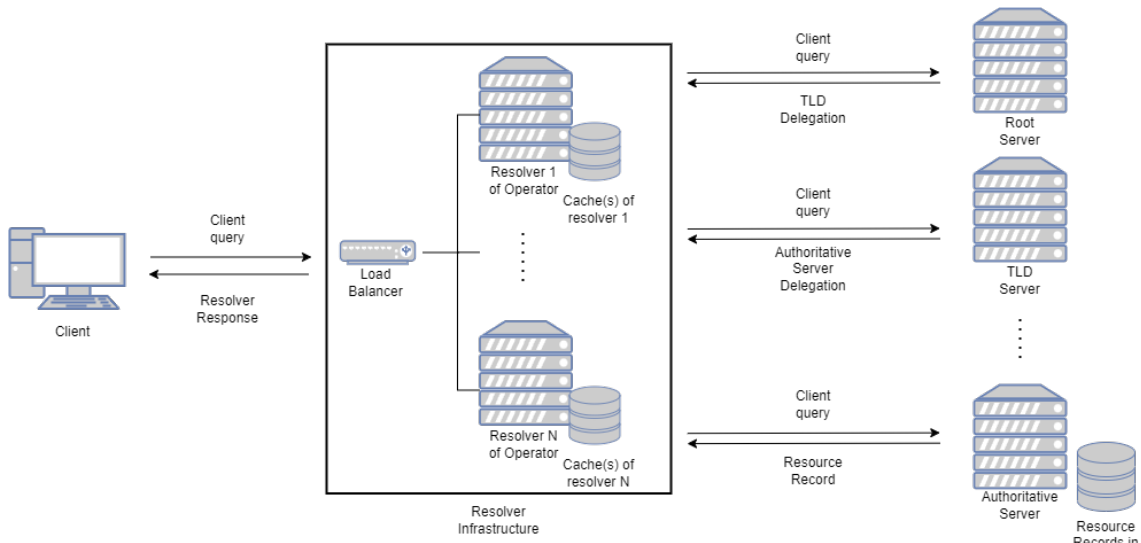 Client
query
TLD
Delegation
Root
Server
Resolver 1
of Operator
Cache(s) of
resolver 1
Client
query
Authoritative
Server
Delegation
TLD
Server
Client
query
Resolver
Response
Client
Load
Balancer
Resolver N
of Operator
Cache(s) of
resolver N
Client
query
Resource
Record
Authoritative
Server
Resource
Records in
Resolver
Infrastructure